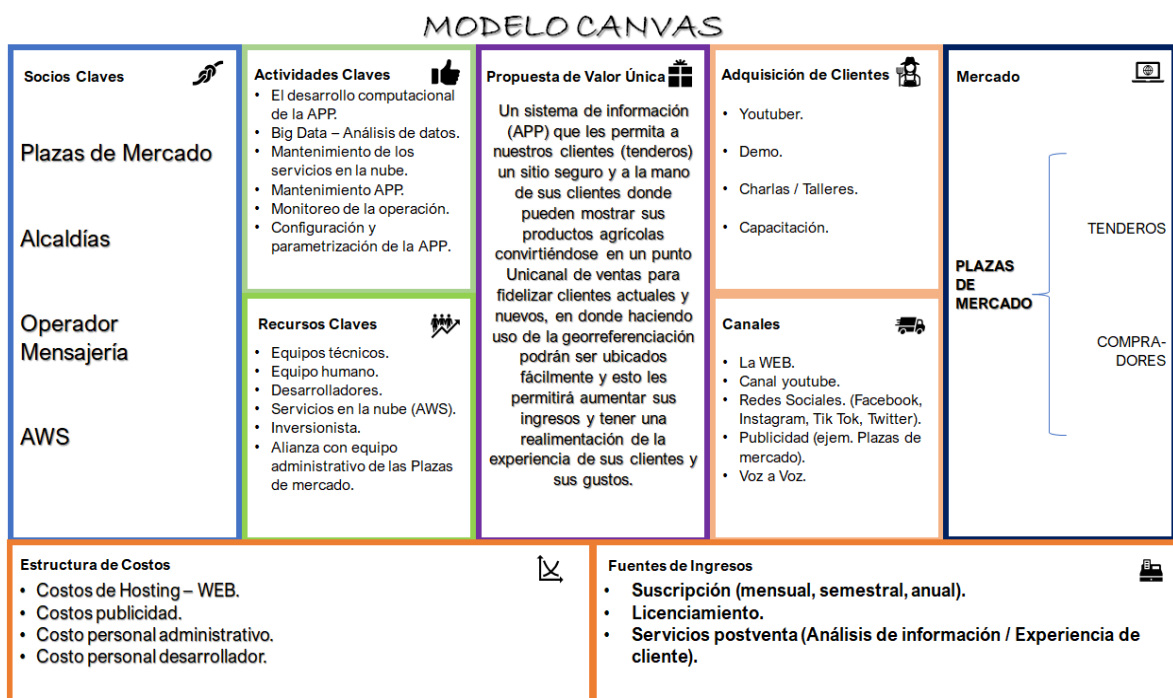 MODELO CANVAS
Socios Claves
Plazas de Mercado
Alcaldías
Operador
Mensajería
AWS
Actividades Claves
• El desarrollo computacional
de la APP.
• Big Data – Análisis de datos.
• Mantenimiento de los
servicios en la nube.
• Mantenimiento APP.
• Monitoreo de la operación.
• Configuración y
parametrización de la APP.
Recursos Claves
• Equipos técnicos.
• Equipo humano.
• Desarrolladores.
• Servicios en la nube (AWS).
• Inversionista.
• Alianza con equipo
administrativo de las Plazas
de mercado.
Propuesta de Valor Única
Un sistema de información
(APP) que les permita a
nuestros clientes (tenderos)
un sitio seguro y a la mano
de sus clientes donde
pueden mostrar sus
productos agrícolas
convirtiéndose en un punto
Unicanal de ventas para
fidelizar clientes actuales y
nuevos, en donde haciendo
uso de la georreferenciación
podrán ser ubicados
fácilmente y esto les
permitirá aumentar sus
ingresos y tener una
realimentación de la
experiencia de sus clientes y
sus gustos.
Adquisición de Clientes
• Youtuber.
• Demo.
• Charlas / Talleres.
• Capacitación.
Canales
• La WEB.
• Canal youtube.
• Redes Sociales. (Facebook,
Instagram, Tik Tok, Twitter).
• Publicidad (ejem. Plazas de
mercado).
• Voz a Voz.
Mercado
PLAZAS
DE
MERCADO
TENDEROS
COMPRA-
DORES
Estructura de Costos
• Costos de Hosting – WEB.
• Costos publicidad.
• Costo personal administrativo.
• Costo personal desarrollador.
Fuentes de Ingresos
• Suscripción (mensual, semestral, anual).
• Licenciamiento.
• Servicios postventa (Análisis de información / Experiencia de
cliente).